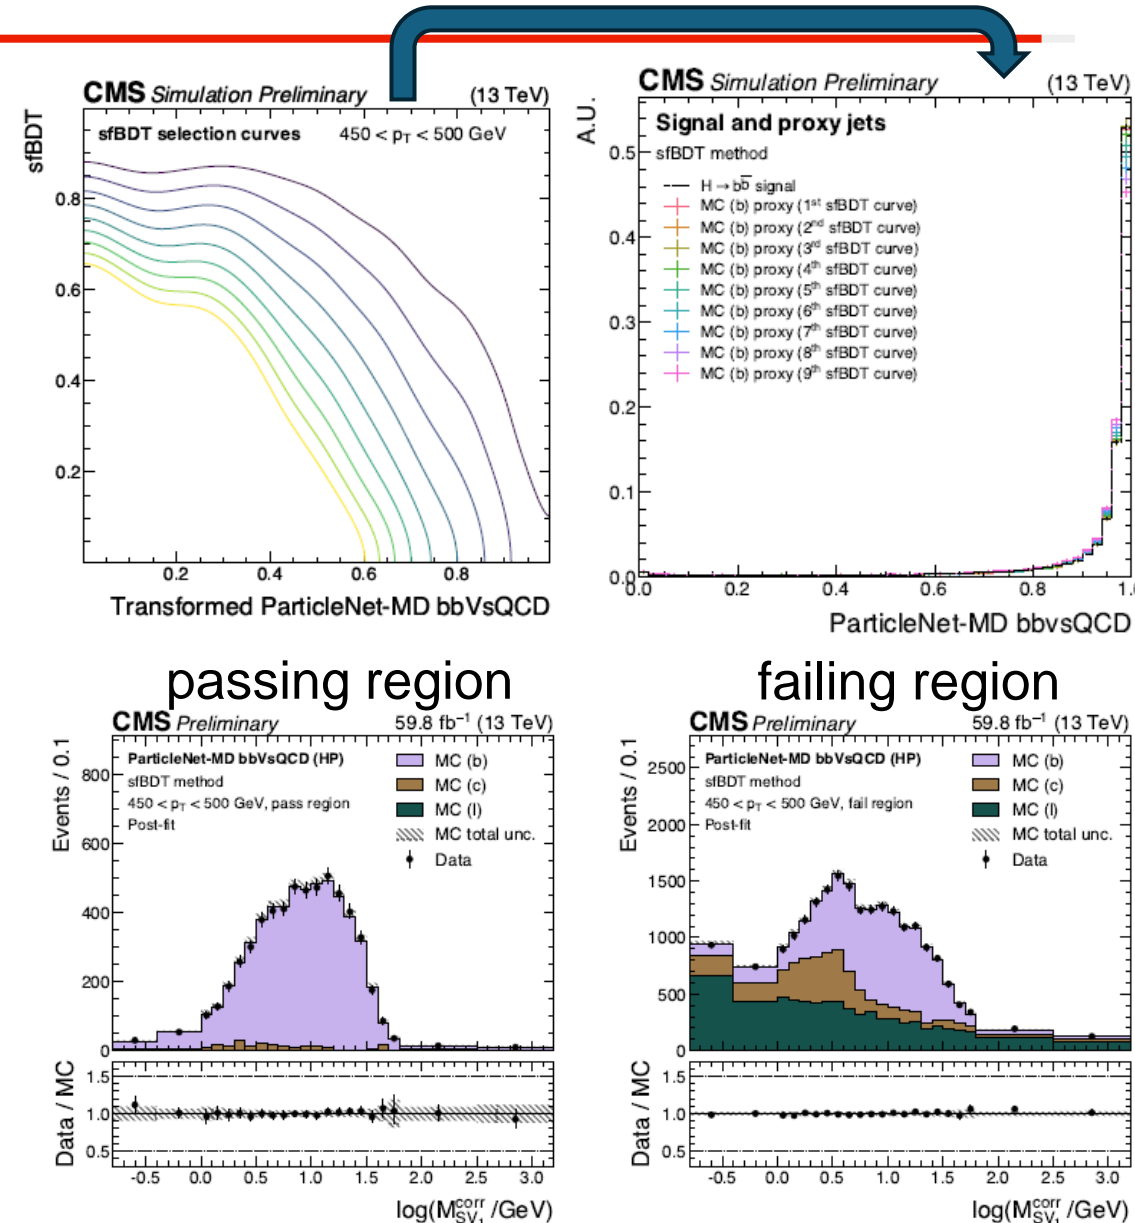 CMS Simulation Preliminary (13 TeV)
sfBDT selection curves 450 < pT < 500 GeV
sfBDT
0.8
0.6
0.4
0.2
0.2 0.4 0.6 0.8
Transformed ParticleNet-MD bbVsQCD
CMS Simulation Preliminary (13 TeV)
A.U.
Signal and proxy jets
sfBDT method
H → bb̅ signal
MC (b) proxy (1st sfBDT curve)
MC (b) proxy (2nd sfBDT curve)
MC (b) proxy (3rd sfBDT curve)
MC (b) proxy (4th sfBDT curve)
MC (b) proxy (5th sfBDT curve)
MC (b) proxy (6th sfBDT curve)
MC (b) proxy (7th sfBDT curve)
MC (b) proxy (8th sfBDT curve)
MC (b) proxy (9th sfBDT curve)
0.5
0.4
0.3
0.2
0.1
0.0
0.0 0.2 0.4 0.6 0.8 1.0
ParticleNet-MD bbvsQCD
passing region
CMS Preliminary 59.8 fb⁻¹ (13 TeV)
Events / 0.1
ParticleNet-MD bbVsQCD (HP)
sfBDT method
450 < pT < 500 GeV, pass region
Post-fit
MC (b)
MC (c)
MC (l)
MC total unc.
Data
800
600
400
200
0
Data / MC
1.5
1.0
0.5
-0.5 0.0 0.5 1.0 1.5 2.0 2.5 3.0
log(M^corr_SV₁ /GeV)
failing region
CMS Preliminary 59.8 fb⁻¹ (13 TeV)
Events / 0.1
ParticleNet-MD bbVsQCD (HP)
sfBDT method
450 < pT < 500 GeV, fail region
Post-fit
MC (b)
MC (c)
MC (l)
MC total unc.
Data
2500
2000
1500
1000
500
0
Data / MC
1.5
1.0
0.5
-0.5 0.0 0.5 1.0 1.5 2.0 2.5 3.0
log(M^corr_SV₁ /GeV)